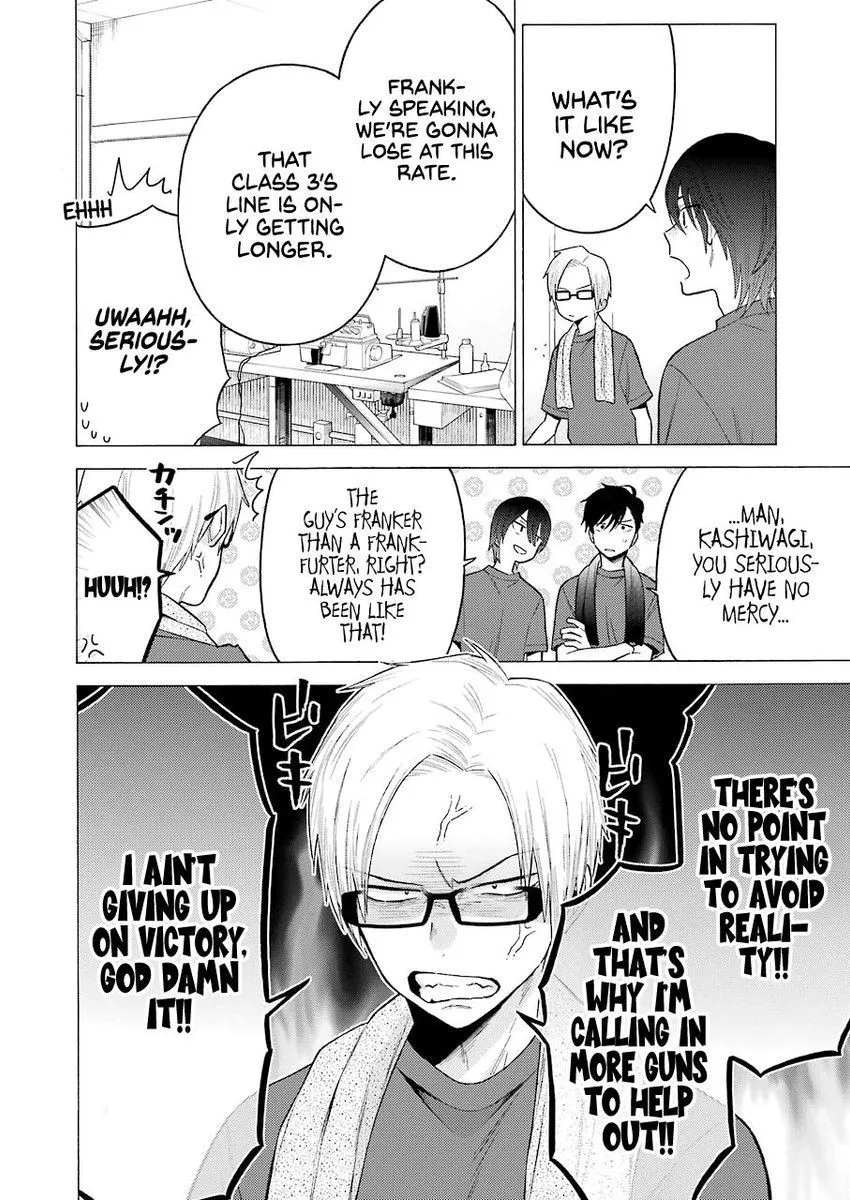 WHAT'S
IT LIKE
NOW?
FRANK-
LY SPEAKING,
WE'RE GONNA
LOSE AT THIS
RATE.
THAT
CLASS 3'S
LINE IS ON-
LY GETTING
LONGER.
EHHH
UWAAHH,
SERIOUS-
LY!?
...MAN,
KASHIWAGI,
YOU SERIOUS-
LY HAVE NO
MERCY...
THE
GUY'S FRANKER
THAN A FRANK-
FURTER, RIGHT?
ALWAYS HAS
BEEN LIKE
THAT!
カチンッ
HUUH!?
THERE'S
NO POINT
IN TRYING
TO AVOID
REALI-
TY!!
AND
THAT'S
WHY I'M
CALLING IN
MORE GUNS
TO HELP
OUT!!
ビキ
ビキ
I AIN'T
GIVING UP
ON VICTORY,
GOD DAMN
IT!!